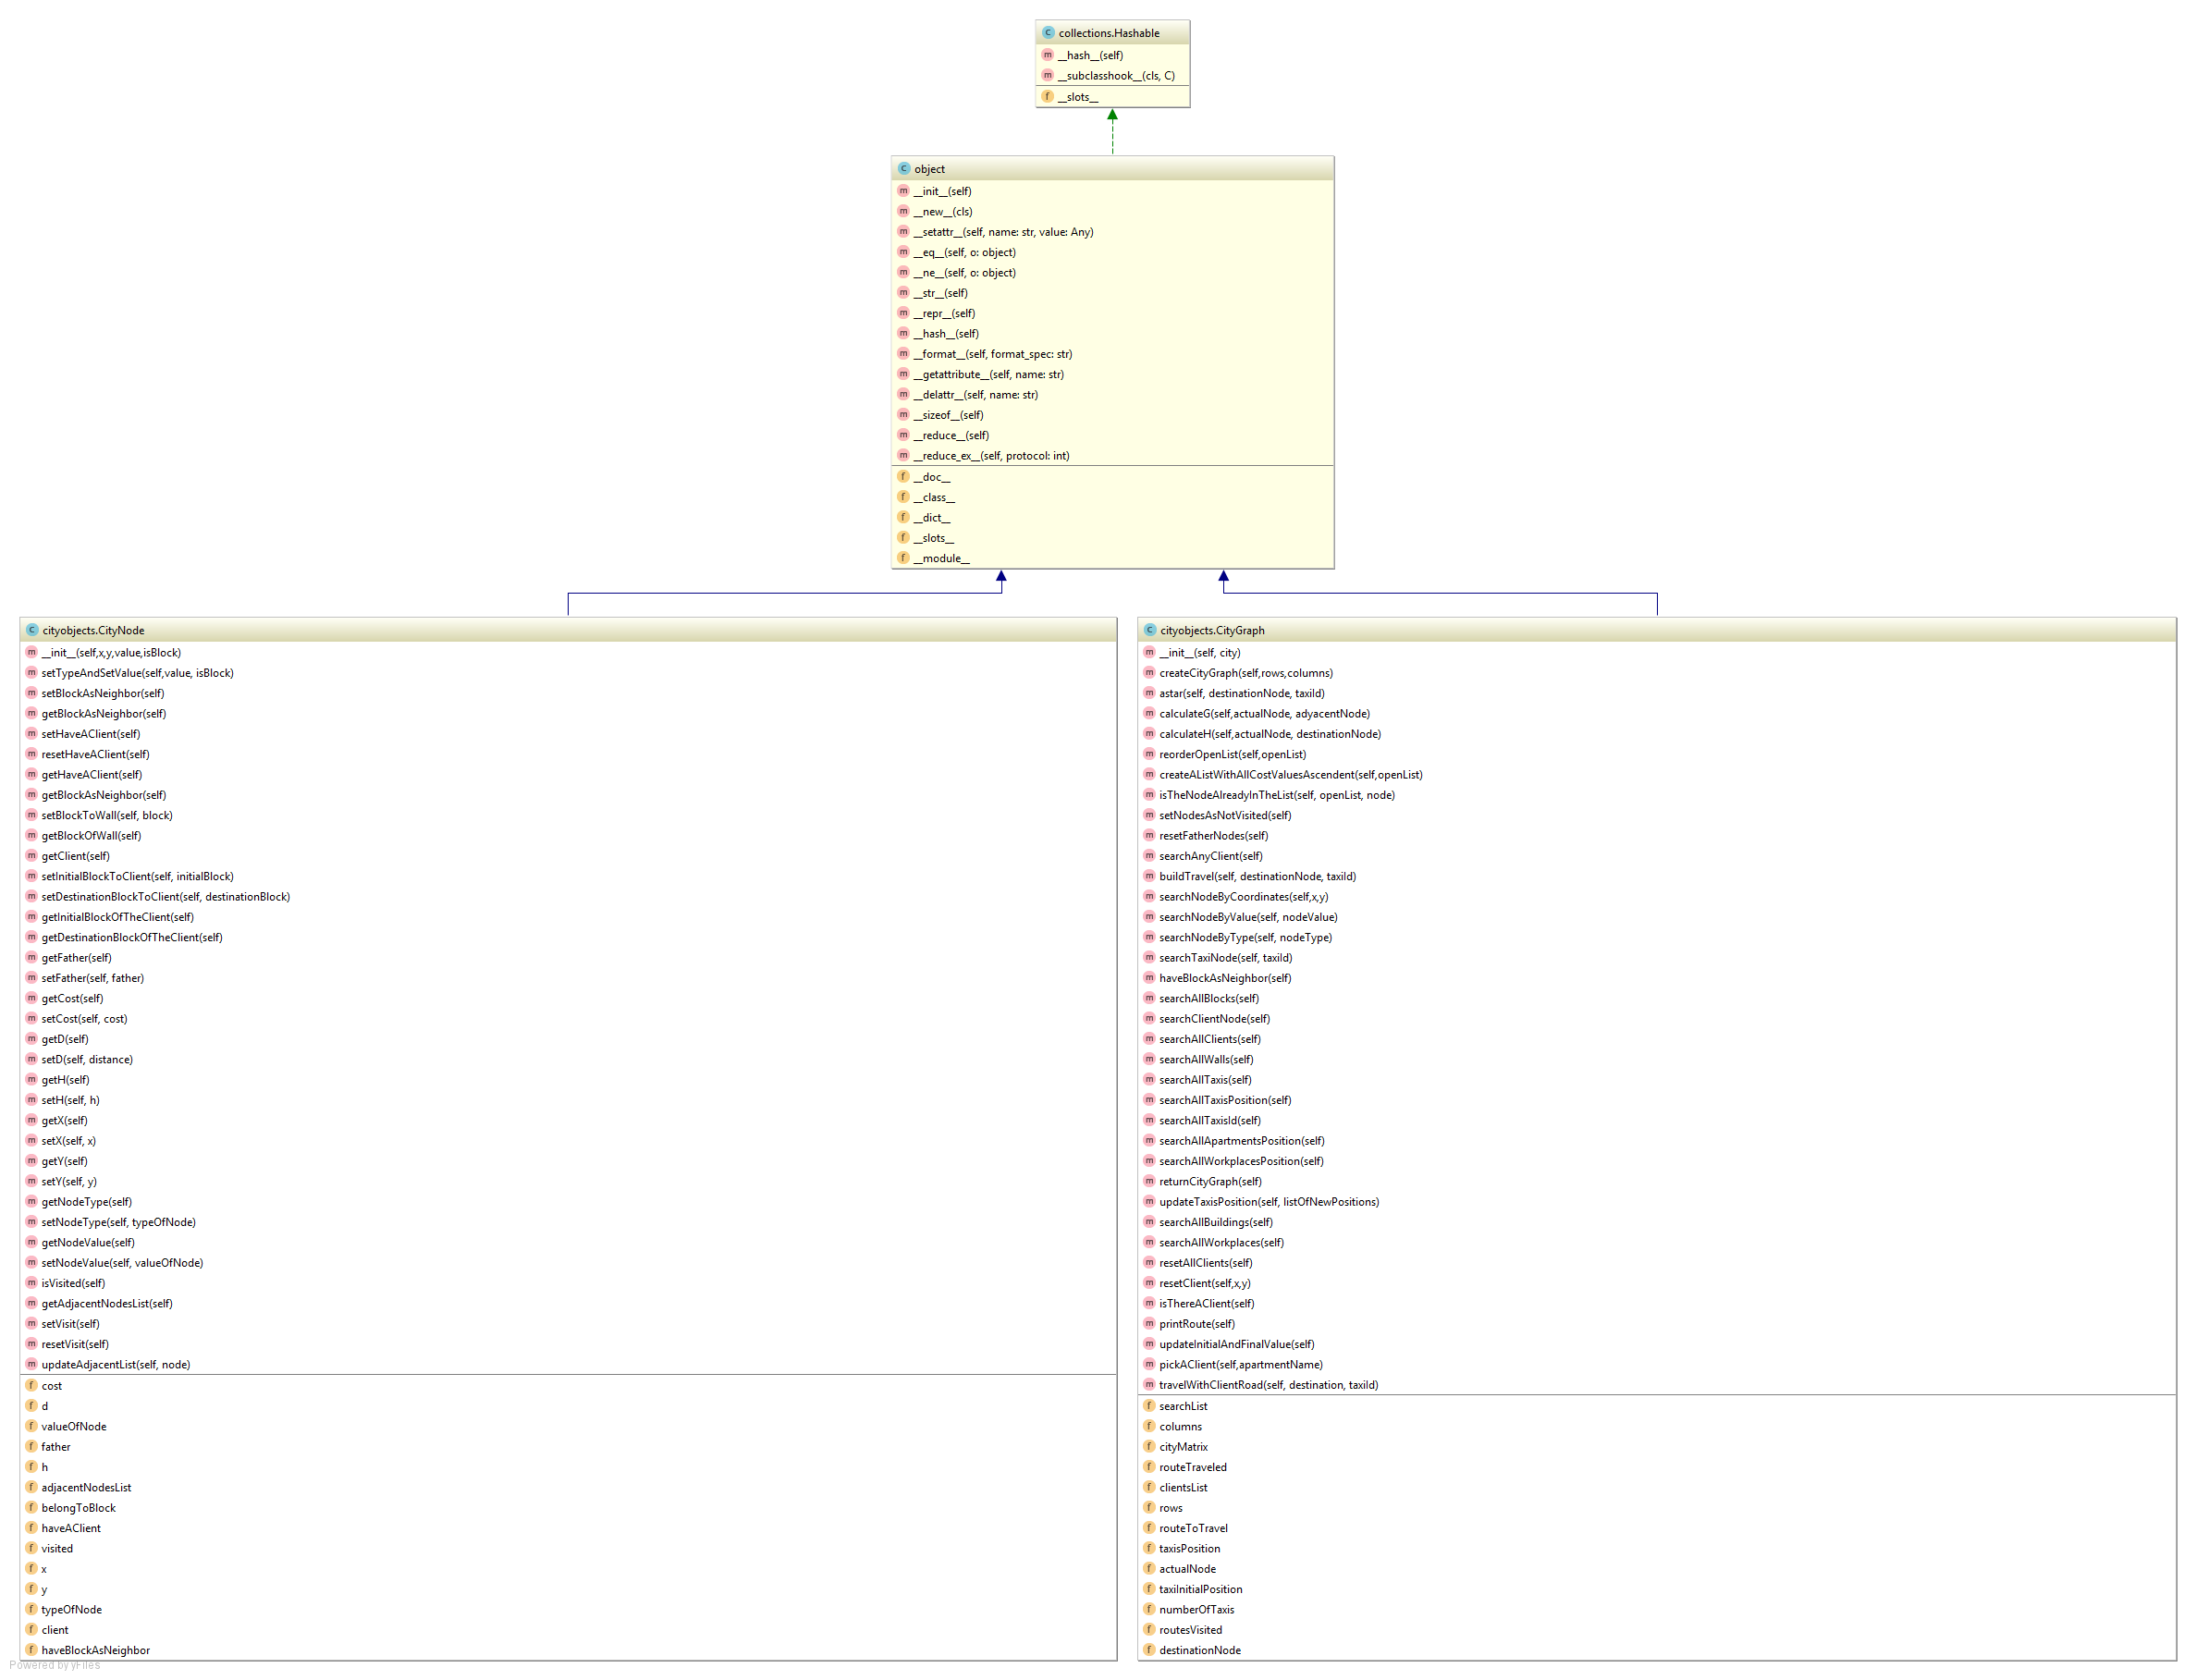 collections.Hashable
__hash__(self)
__subclasshook__(cls, C)
__slots__
object
__init__(self)
__new__(cls)
__setattr__(self, name: str, value: Any)
__eq__(self, o: object)
__ne__(self, o: object)
__str__(self)
__repr__(self)
__hash__(self)
__format__(self, format_spec: str)
__getattribute__(self, name: str)
__delattr__(self, name: str)
__sizeof__(self)
__reduce__(self)
__reduce_ex__(self, protocol: int)
__doc__
__class__
__dict__
__slots__
__module__
cityobjects.CityNode
__init__(self,x,y,value,isBlock)
setTypeAndSetValue(self,value, isBlock)
setBlockAsNeighbor(self)
getBlockAsNeighbor(self)
setHaveAClient(self)
resetHaveAClient(self)
getHaveAClient(self)
getBlockAsNeighbor(self)
setBlockToWall(self, block)
getBlockOfWall(self)
getClient(self)
setInitialBlockToClient(self, initialBlock)
setDestinationBlockToClient(self, destinationBlock)
getInitialBlockOfTheClient(self)
getDestinationBlockOfTheClient(self)
getFather(self)
setFather(self, father)
getCost(self)
setCost(self, cost)
getD(self)
setD(self, distance)
getH(self)
setH(self, h)
getX(self)
setX(self, x)
getY(self)
setY(self, y)
getNodeType(self)
setNodeType(self, typeOfNode)
getNodeValue(self)
setNodeValue(self, valueOfNode)
isVisited(self)
getAdjacentNodesList(self)
setVisit(self)
resetVisit(self)
updateAdjacentList(self, node)
cost
d
valueOfNode
father
h
adjacentNodesList
belongToBlock
haveAClient
visited
x
y
typeOfNode
client
haveBlockAsNeighbor
cityobjects.CityGraph
__init__(self, city)
createCityGraph(self,rows,columns)
astar(self, destinationNode, taxiId)
calculateG(self,actualNode, adyacentNode)
calculateH(self,actualNode, destinationNode)
reorderOpenList(self,openList)
createAListWithAllCostValuesAscendent(self,openList)
isTheNodeAlreadyInTheList(self, openList, node)
setNodesAsNotVisited(self)
resetFatherNodes(self)
searchAnyClient(self)
buildTravel(self, destinationNode, taxiId)
searchNodeByCoordinates(self,x,y)
searchNodeByValue(self, nodeValue)
searchNodeByType(self, nodeType)
searchTaxiNode(self, taxiId)
haveBlockAsNeighbor(self)
searchAllBlocks(self)
searchClientNode(self)
searchAllClients(self)
searchAllWalls(self)
searchAllTaxis(self)
searchAllTaxisPosition(self)
searchAllTaxisId(self)
searchAllApartmentsPosition(self)
searchAllWorkplacesPosition(self)
returnCityGraph(self)
updateTaxisPosition(self, listOfNewPositions)
searchAllBuildings(self)
searchAllWorkplaces(self)
resetAllClients(self)
resetClient(self,x,y)
isThereAClient(self)
printRoute(self)
updateInitialAndFinalValue(self)
pickAClient(self,apartmentName)
travelWithClientRoad(self, destination, taxiId)
searchList
columns
cityMatrix
routeTraveled
clientsList
rows
routeToTravel
taxisPosition
actualNode
taxiInitialPosition
numberOfTaxis
routesVisited
destinationNode
Powered by yFiles